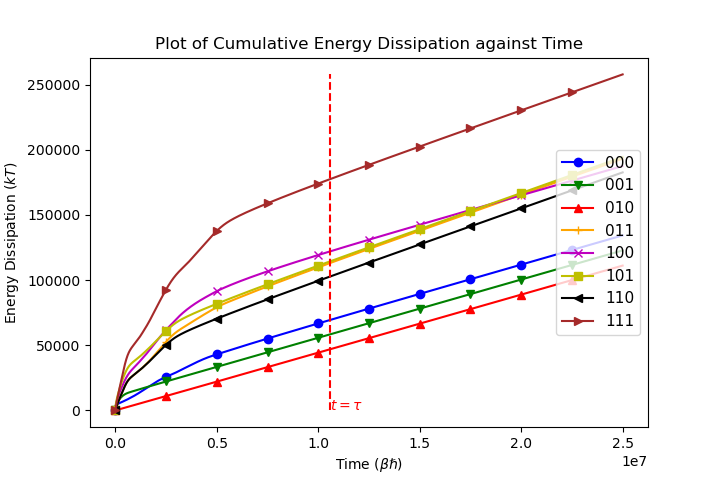 Plot of Cumulative Energy Dissipation against Time
Energy Dissipation (kT)
250000
200000
150000
100000
50000
0
000
001
010
011
100
101
110
111
t = τ
0.0 0.5 1.0 1.5 2.0 2.5
1e7
Time (βħ)